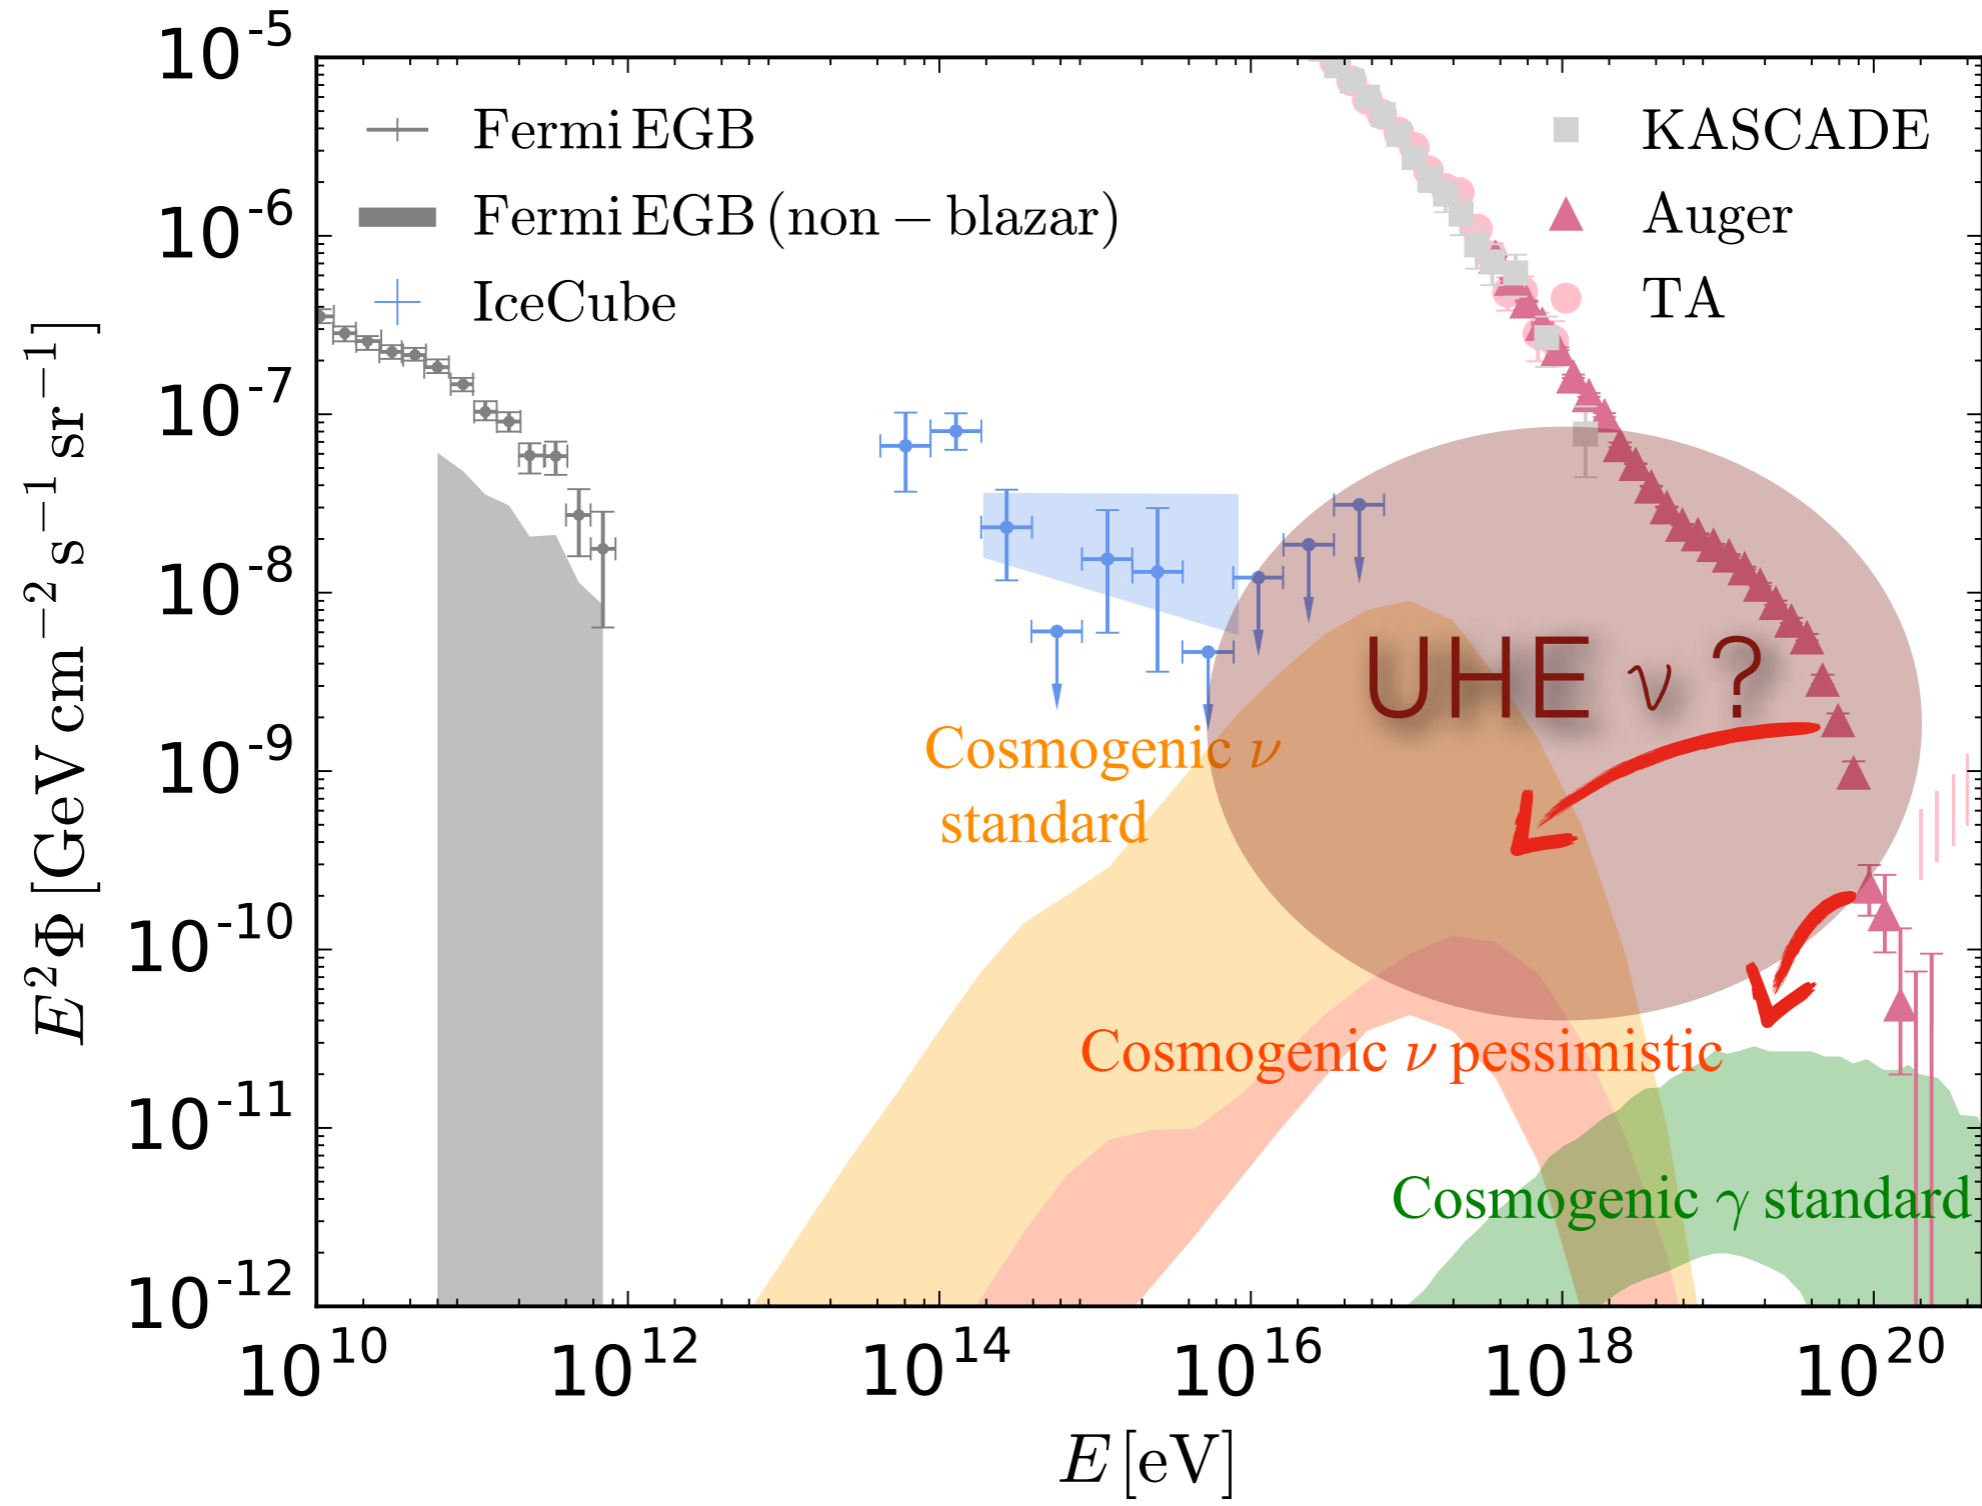 10^-5
10^-6
10^-7
10^-8
10^-9
10^-10
10^-11
10^-12
E^2Φ [GeV cm^−2 s^−1 sr^−1]
Fermi EGB
Fermi EGB (non − blazar)
IceCube
KASCADE
Auger
TA
UHE ν ?
Cosmogenic ν
standard
Cosmogenic ν pessimistic
Cosmogenic γ standard
10^10 10^12 10^14 10^16 10^18 10^20
E [eV]